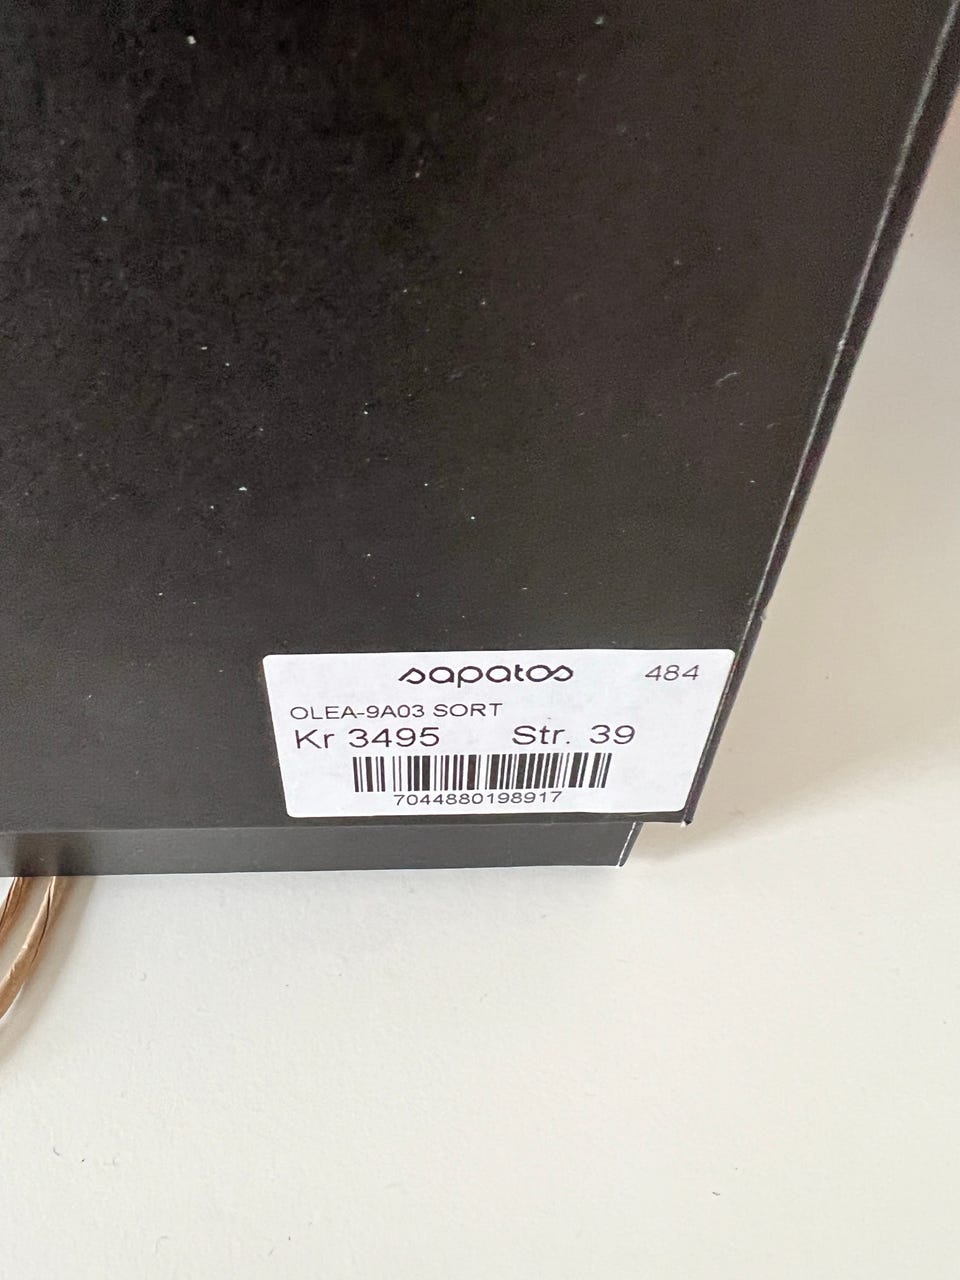 sapatos 484
OLEA-9A03 SORT
Kr 3495 Str. 39
7044880198917